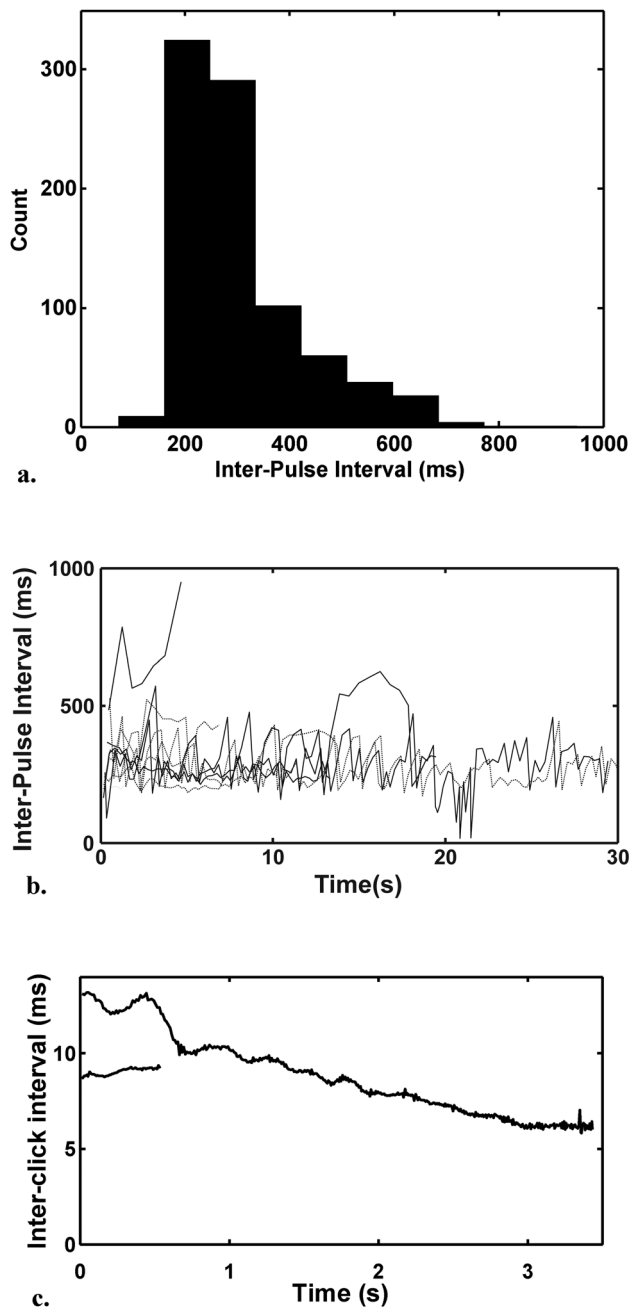 300
200
100
0
Count
0 200 400 600 800 1000
Inter-Pulse Interval (ms)
a.
1000
500
0
Inter-Pulse Interval (ms)
0 10 20 30
Time(s)
b.
10
5
0
Inter-click interval (ms)
0 1 2 3
Time (s)
c.